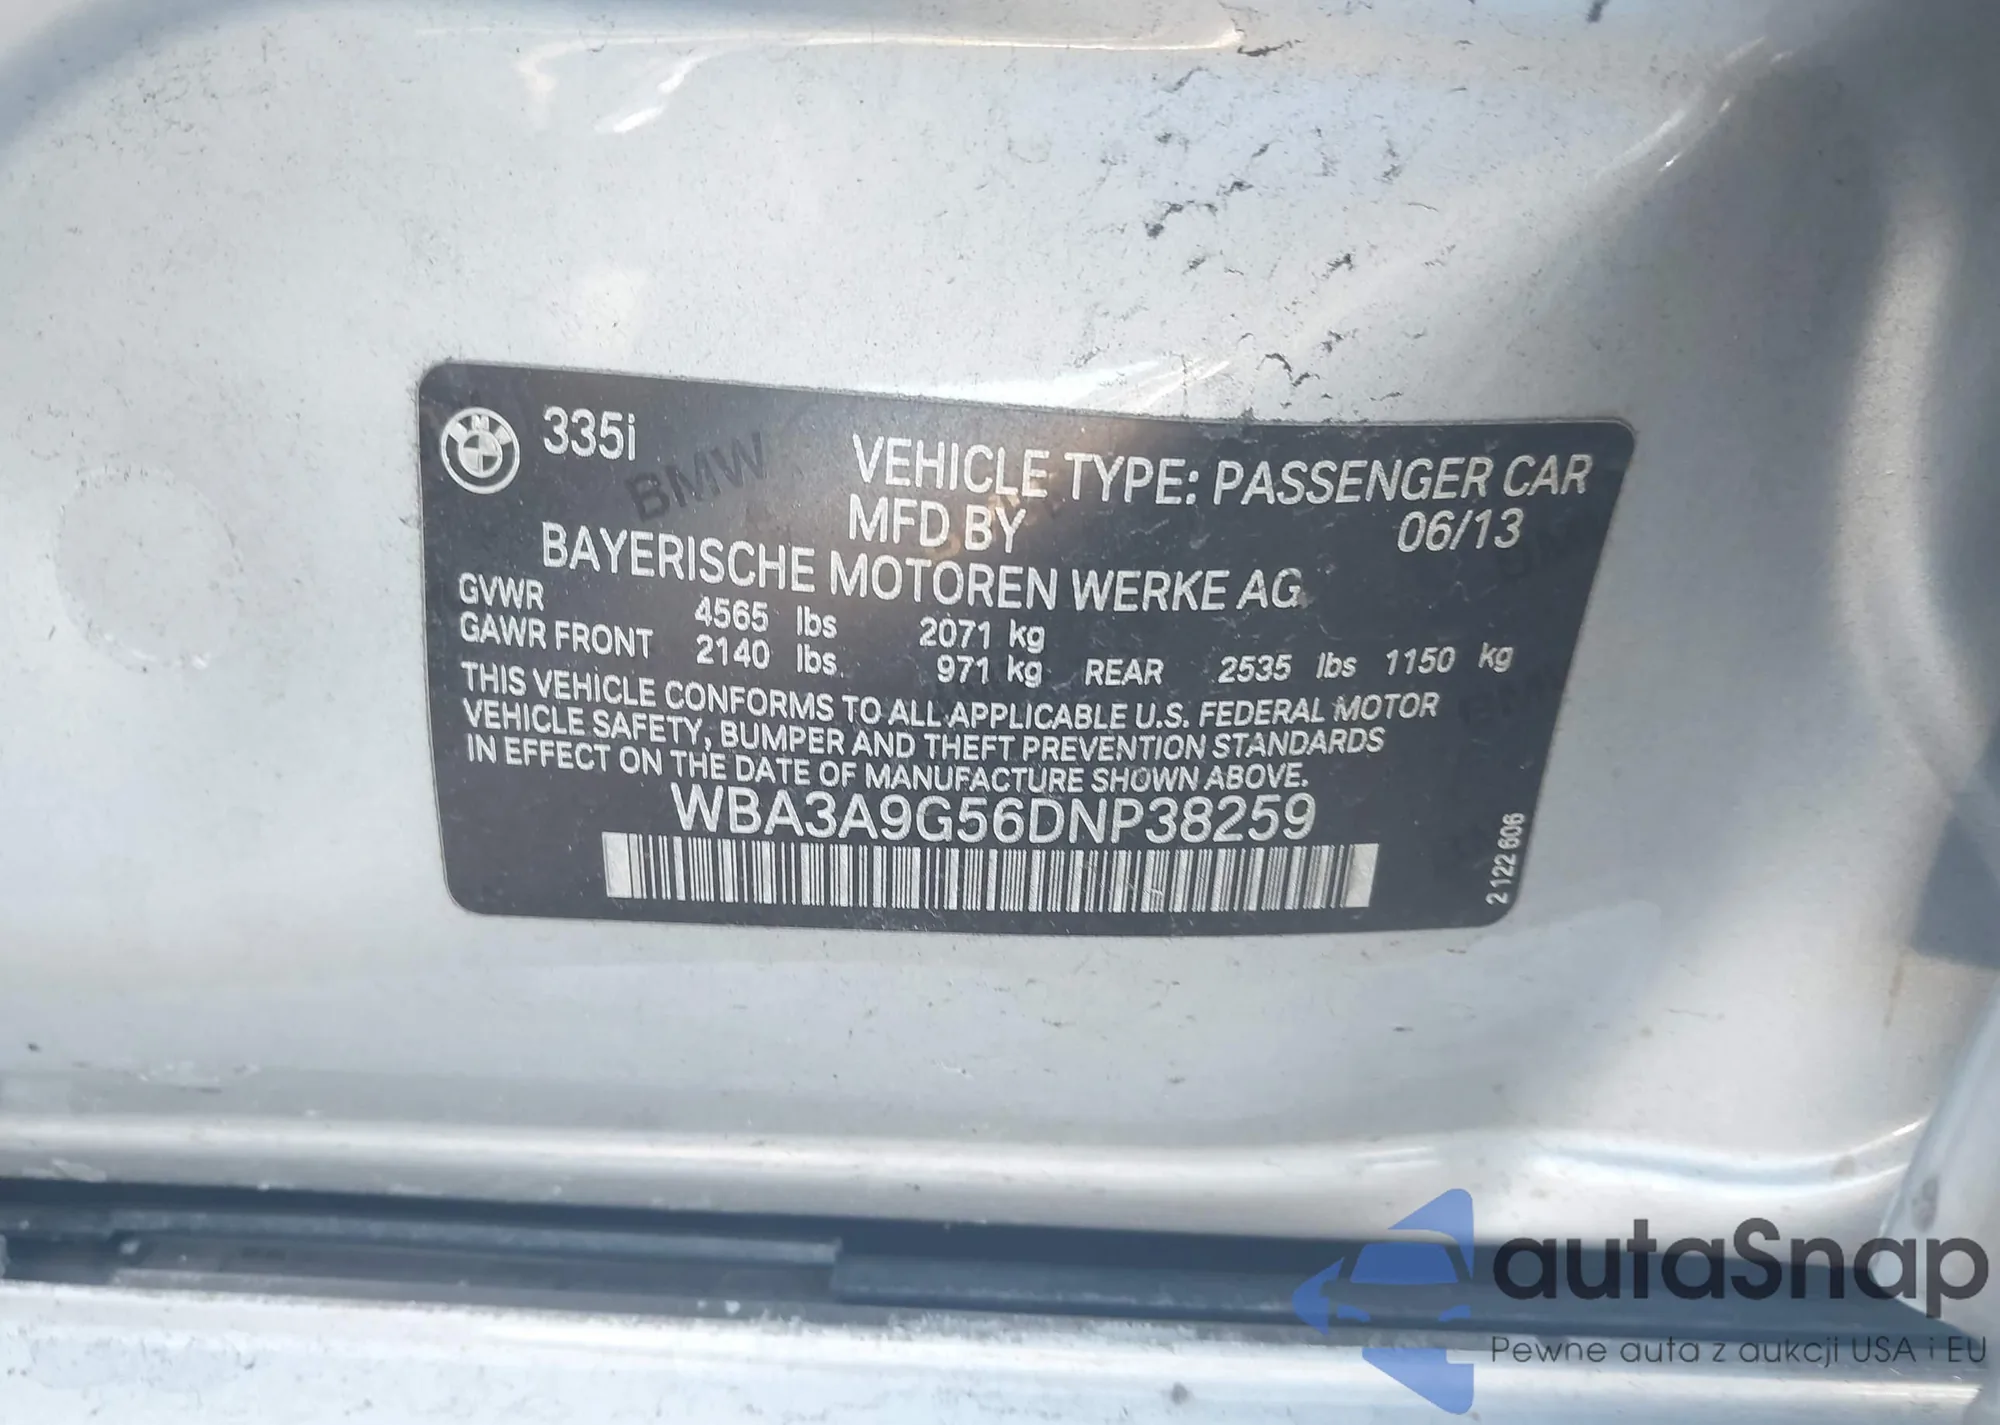 335i
BMW
VEHICLE TYPE: PASSENGER CAR
MFD BY 06/13
BAYERISCHE MOTOREN WERKE AG
GVWR 4565 lbs 2071 kg
GAWR FRONT 2140 lbs. 971 kg REAR 2535 lbs 1150 kg
THIS VEHICLE CONFORMS TO ALL APPLICABLE U.S. FEDERAL MOTOR
VEHICLE SAFETY, BUMPER AND THEFT PREVENTION STANDARDS
IN EFFECT ON THE DATE OF MANUFACTURE SHOWN ABOVE.
WBA3A9G56DNP38259
2 122 606
autaSnap
Pewne auta z aukcji USA i EU